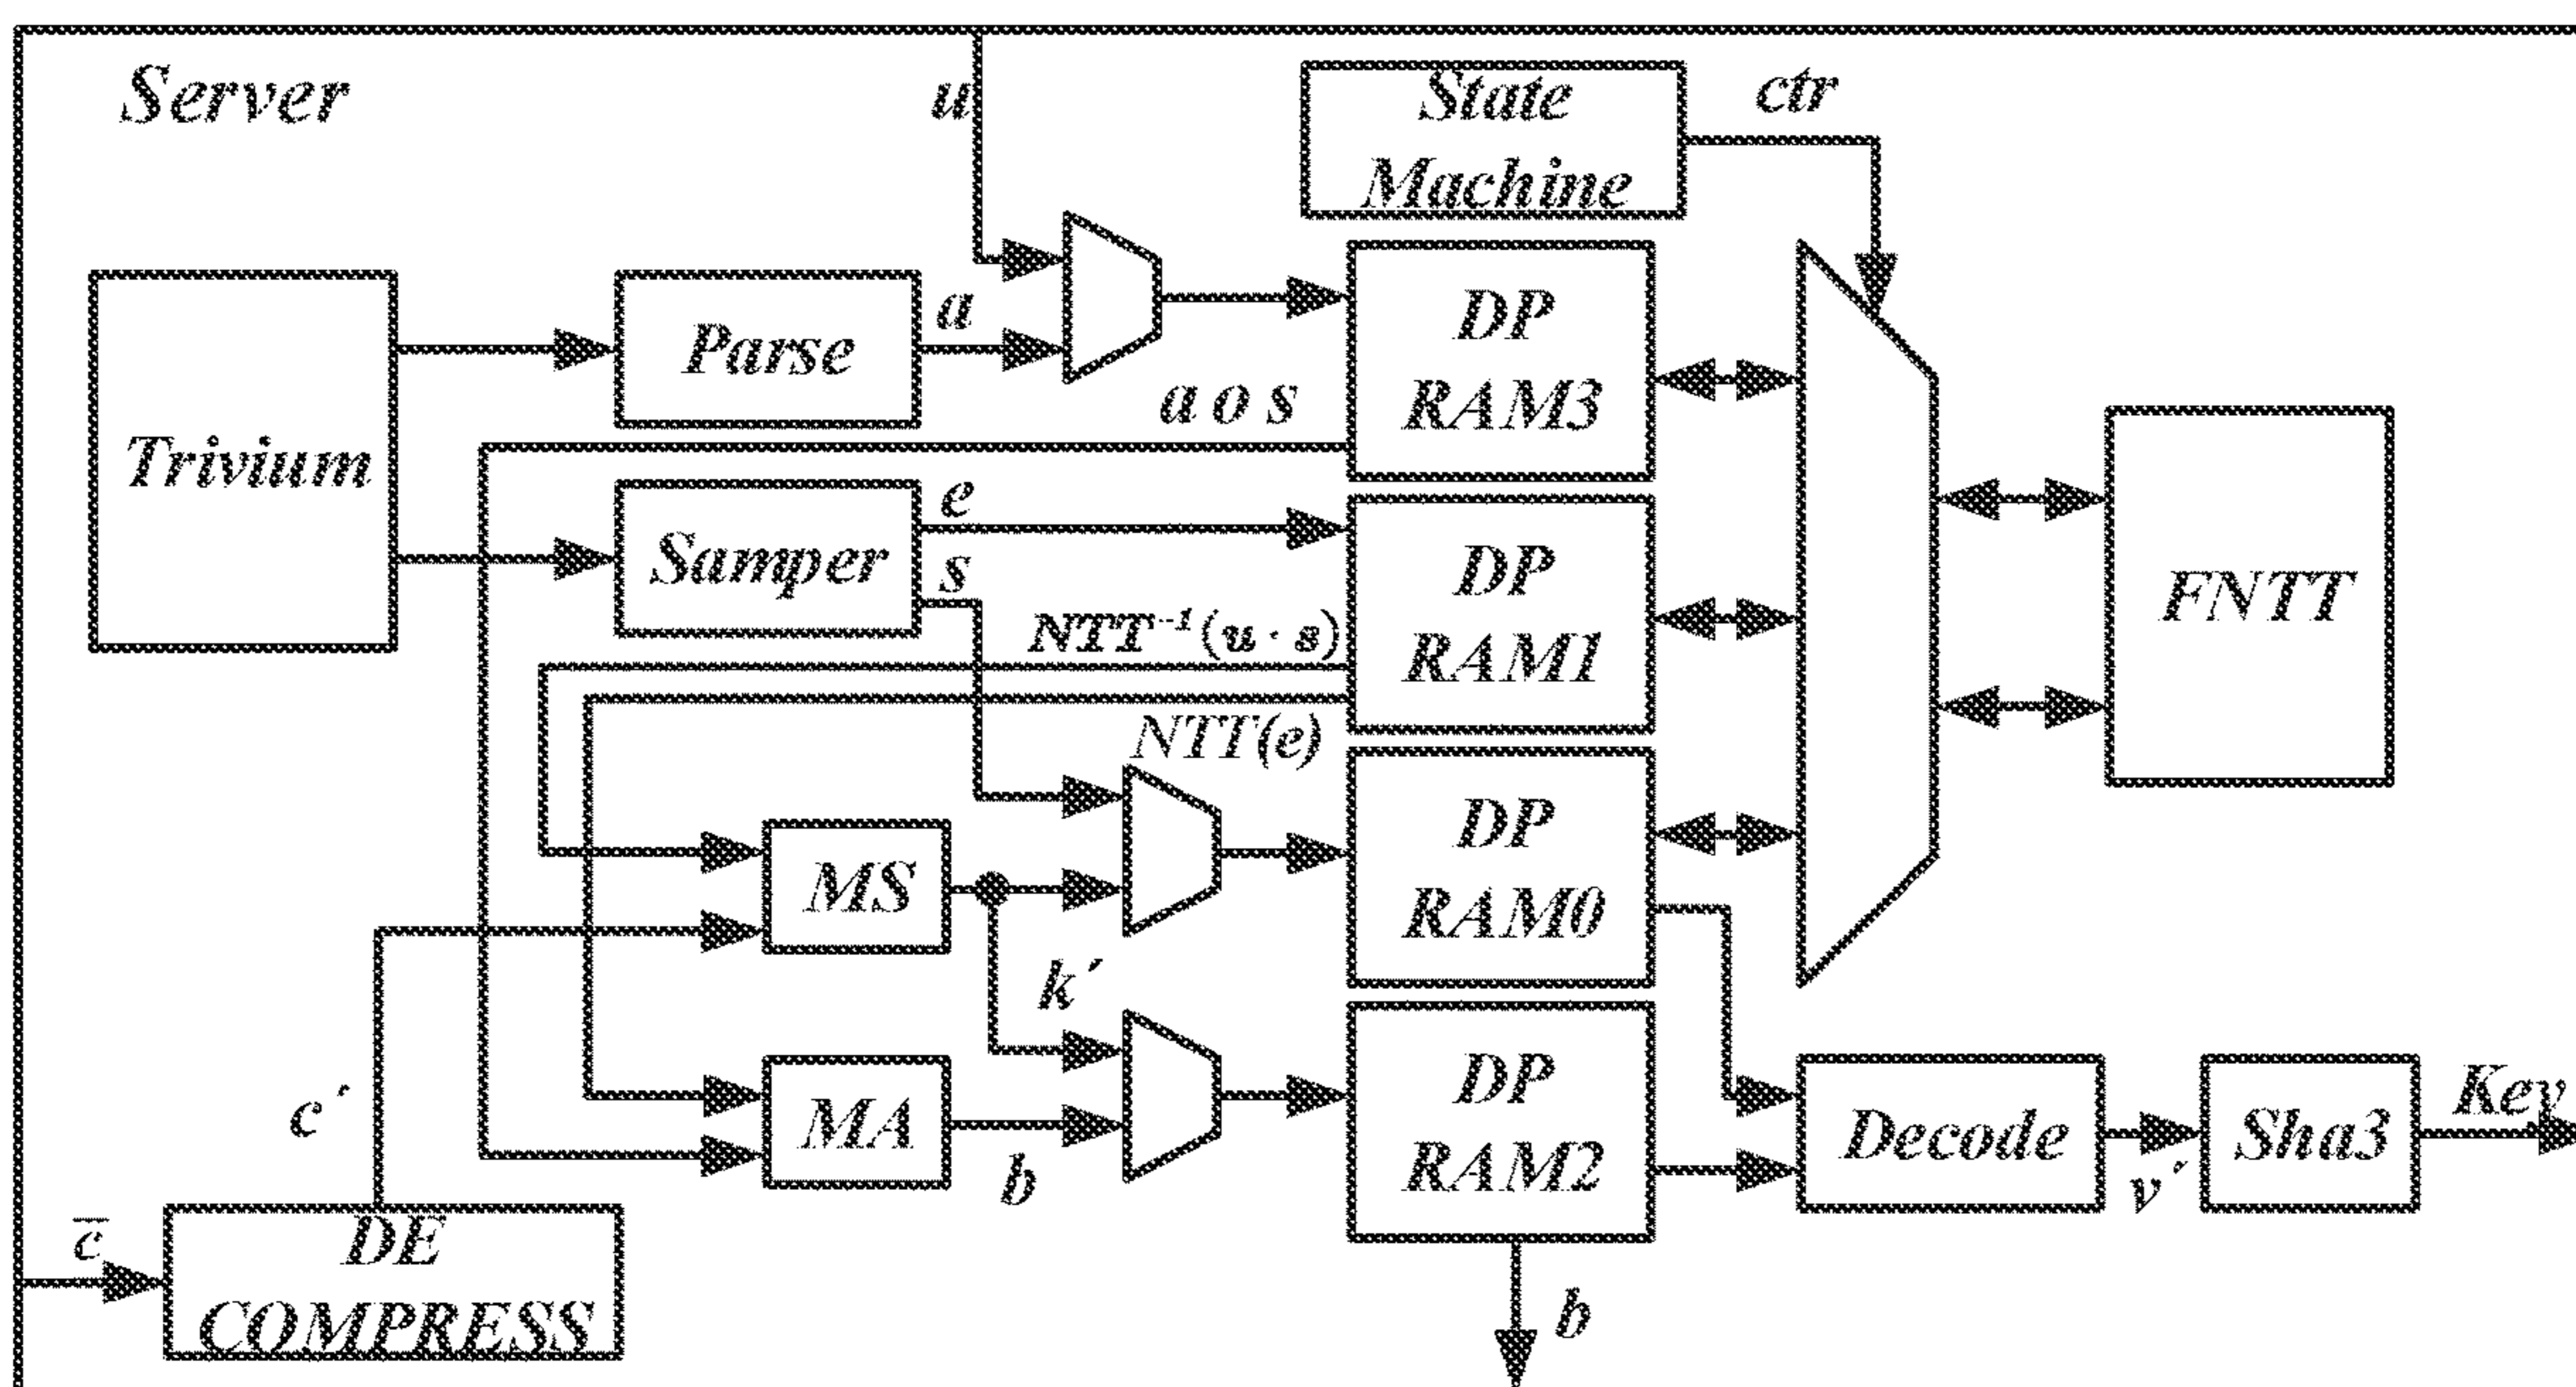 Server
u
State
Machine
ctr
Trivium
Parse
a
a o s
DP
RAM3
Samper
e
s
DP
RAM1
FNTT
NTT⁻¹(u · s)
NTT(e)
MS
DP
RAM0
k´
c´
MA
b
DP
RAM2
Decode
v´
Sha3
Key
c̅
DE
COMPRESS
b